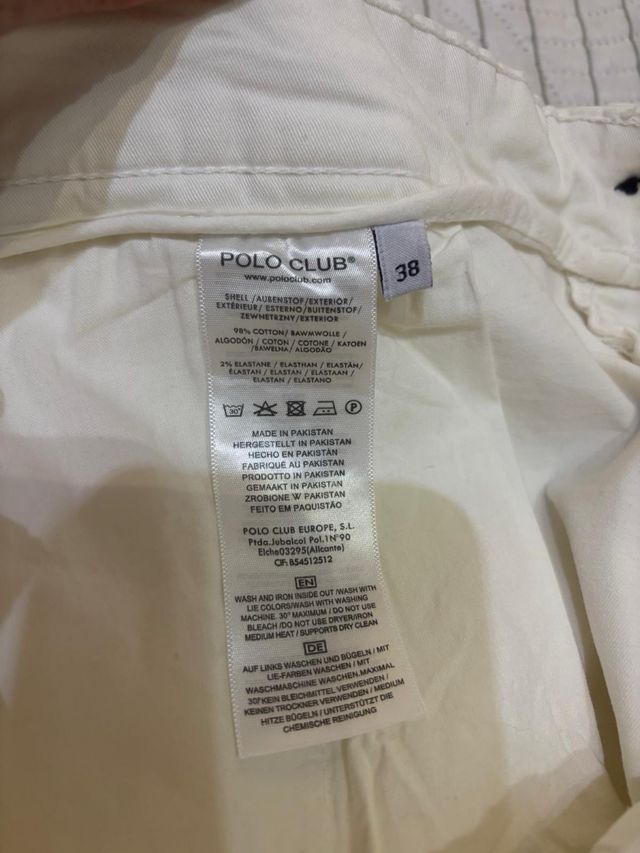 POLO CLUB®
www.poloclub.com
38
SHELL /AUBENSTOF/EXTERIOR/
EXTÉRIEUR/ ESTERNO/BUITENSTOF/
ZEWNETRZNY/EXTERIOR
98% COTTON/ BAWMWOLLE /
ALGODÓN / COTON / COTONE / KATOEN
/BAWELNA/ ALGODÃO
2% ELASTANE / ELASTHAN / ELASTÁN/
ÉLASTAN / ELASTAN / ELASTAAN /
ELASTAN / ELASTANO
30°
P
MADE IN PAKISTAN
HERGESTELLT IN PAKISTAN
HECHO EN PAKISTÁN
FABRIQUÉ AU PAKISTAN
PRODOTTO IN PAKISTAN
GEMAAKT IN PAKISTAN
ZROBIONE W PAKISTAN
FEITO EM PAQUISTÃO
POLO CLUB EUROPE, S.L.
Ptda.Jubalcol Pol.1Nº90
Elche03295(Alicante)
CIF: B54512512
EN
WASH AND IRON INSIDE OUT /WASH WITH
LIE COLORS/WASH WITH WASHING
MACHINE. 30° MAXIMUM / DO NOT USE
BLEACH /DO NOT USE DRYER/IRON
MEDIUM HEAT / SUPPORTS DRY CLEAN
DE
AUF LINKS WASCHEN UND BÜGELN / MIT
LIE-FARBEN WASCHEN / MIT
WASCHMASCHINE WASCHEN.MAXIMAL
30°KEIN BLEICHMITTEL VERWENDEN /
KEINEN TROCKNER VERWENDEN / MEDIUM
HITZE BÜGELN / UNTERSTÜTZT DIE
CHEMISCHE REINIGUNG